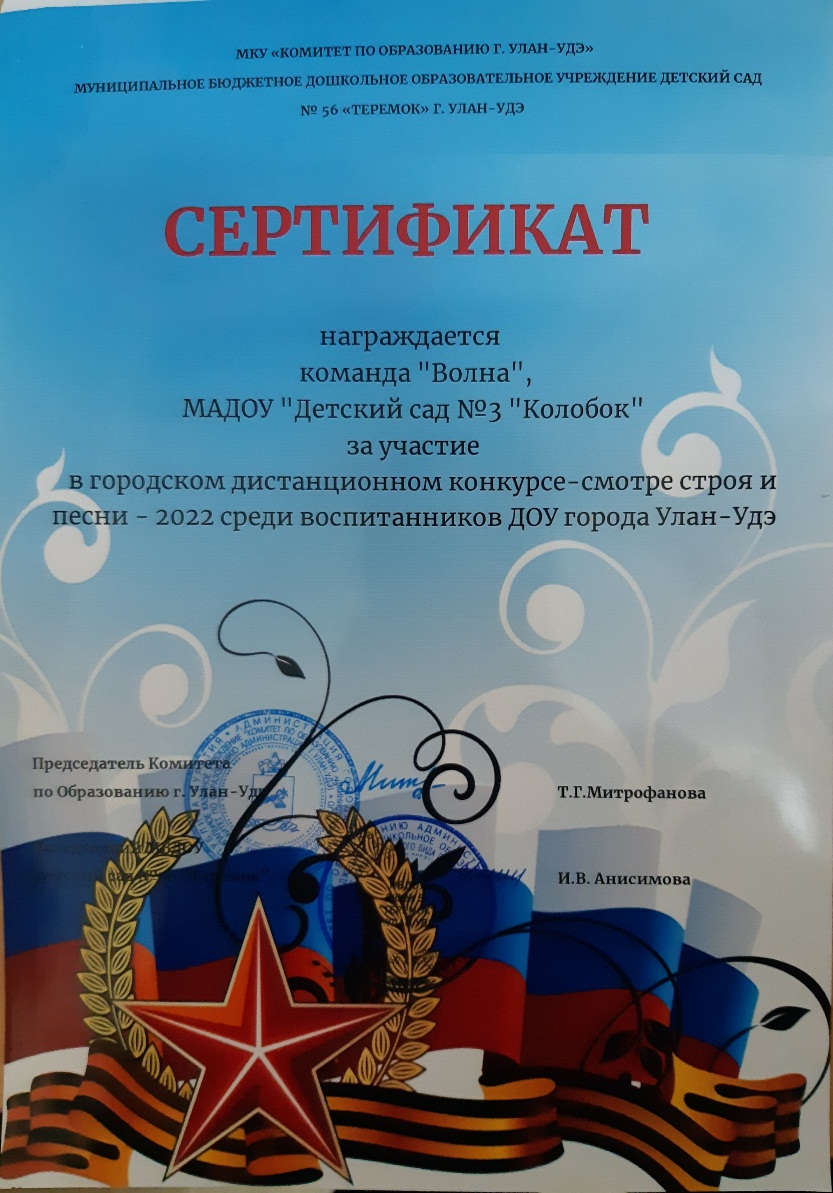 МКУ «КОМИТЕТ ПО ОБРАЗОВАНИЮ Г. УЛАН-УДЭ»
МУНИЦИПАЛЬНОЕ БЮДЖЕТНОЕ ДОШКОЛЬНОЕ ОБРАЗОВАТЕЛЬНОЕ УЧРЕЖДЕНИЕ ДЕТСКИЙ САД
№ 56 «ТЕРЕМОК» Г. УЛАН-УДЭ
СЕРТИФИКАТ
награждается
команда "Волна",
МАДОУ "Детский сад №3 "Колобок"
за участие
в городском дистанционном конкурсе-смотре строя и
песни - 2022 среди воспитанников ДОУ города Улан-Удэ
Председатель Комитета
по Образованию г. Улан-Удэ
Т.Г.Митрофанова
И.В. Анисимова